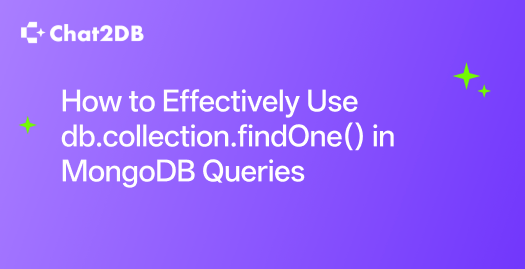 Chat2DB
How to Effectively Use
db.collection.findOne() in
MongoDB Queries